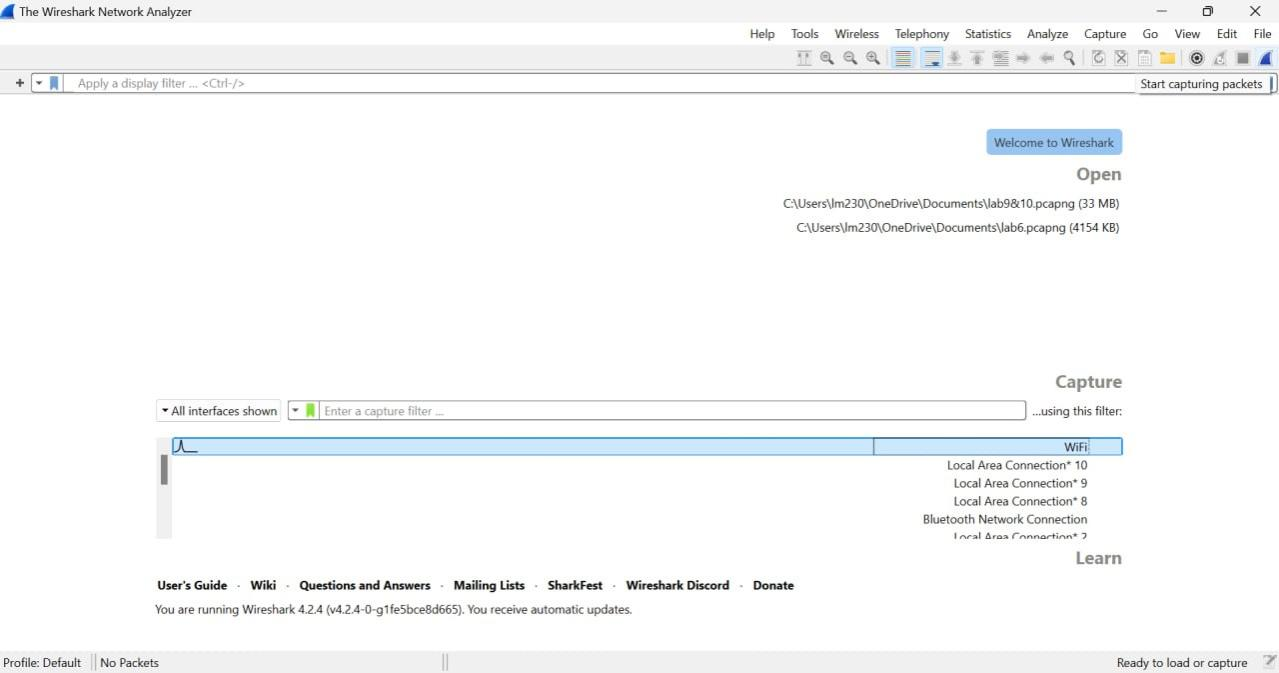 The Wireshark Network Analyzer
File Edit View Go Capture Analyze Statistics Telephony Wireless Tools Help
Apply a display filter ... <Ctrl-/>
Start capturing packets
Welcome to Wireshark
Open
C:\Users\lm230\OneDrive\Documents\lab9&10.pcapng (33 MB)
C:\Users\lm230\OneDrive\Documents\lab6.pcapng (4154 KB)
Capture
...using this filter: Enter a capture filter ... All interfaces shown
WiFi
Local Area Connection* 10
Local Area Connection* 9
Local Area Connection* 8
Bluetooth Network Connection
Local Area Connection* 2
Learn
User's Guide · Wiki · Questions and Answers · Mailing Lists · SharkFest · Wireshark Discord · Donate
You are running Wireshark 4.2.4 (v4.2.4-0-g1fe5bce8d665). You receive automatic updates.
Ready to load or capture No Packets Profile: Default